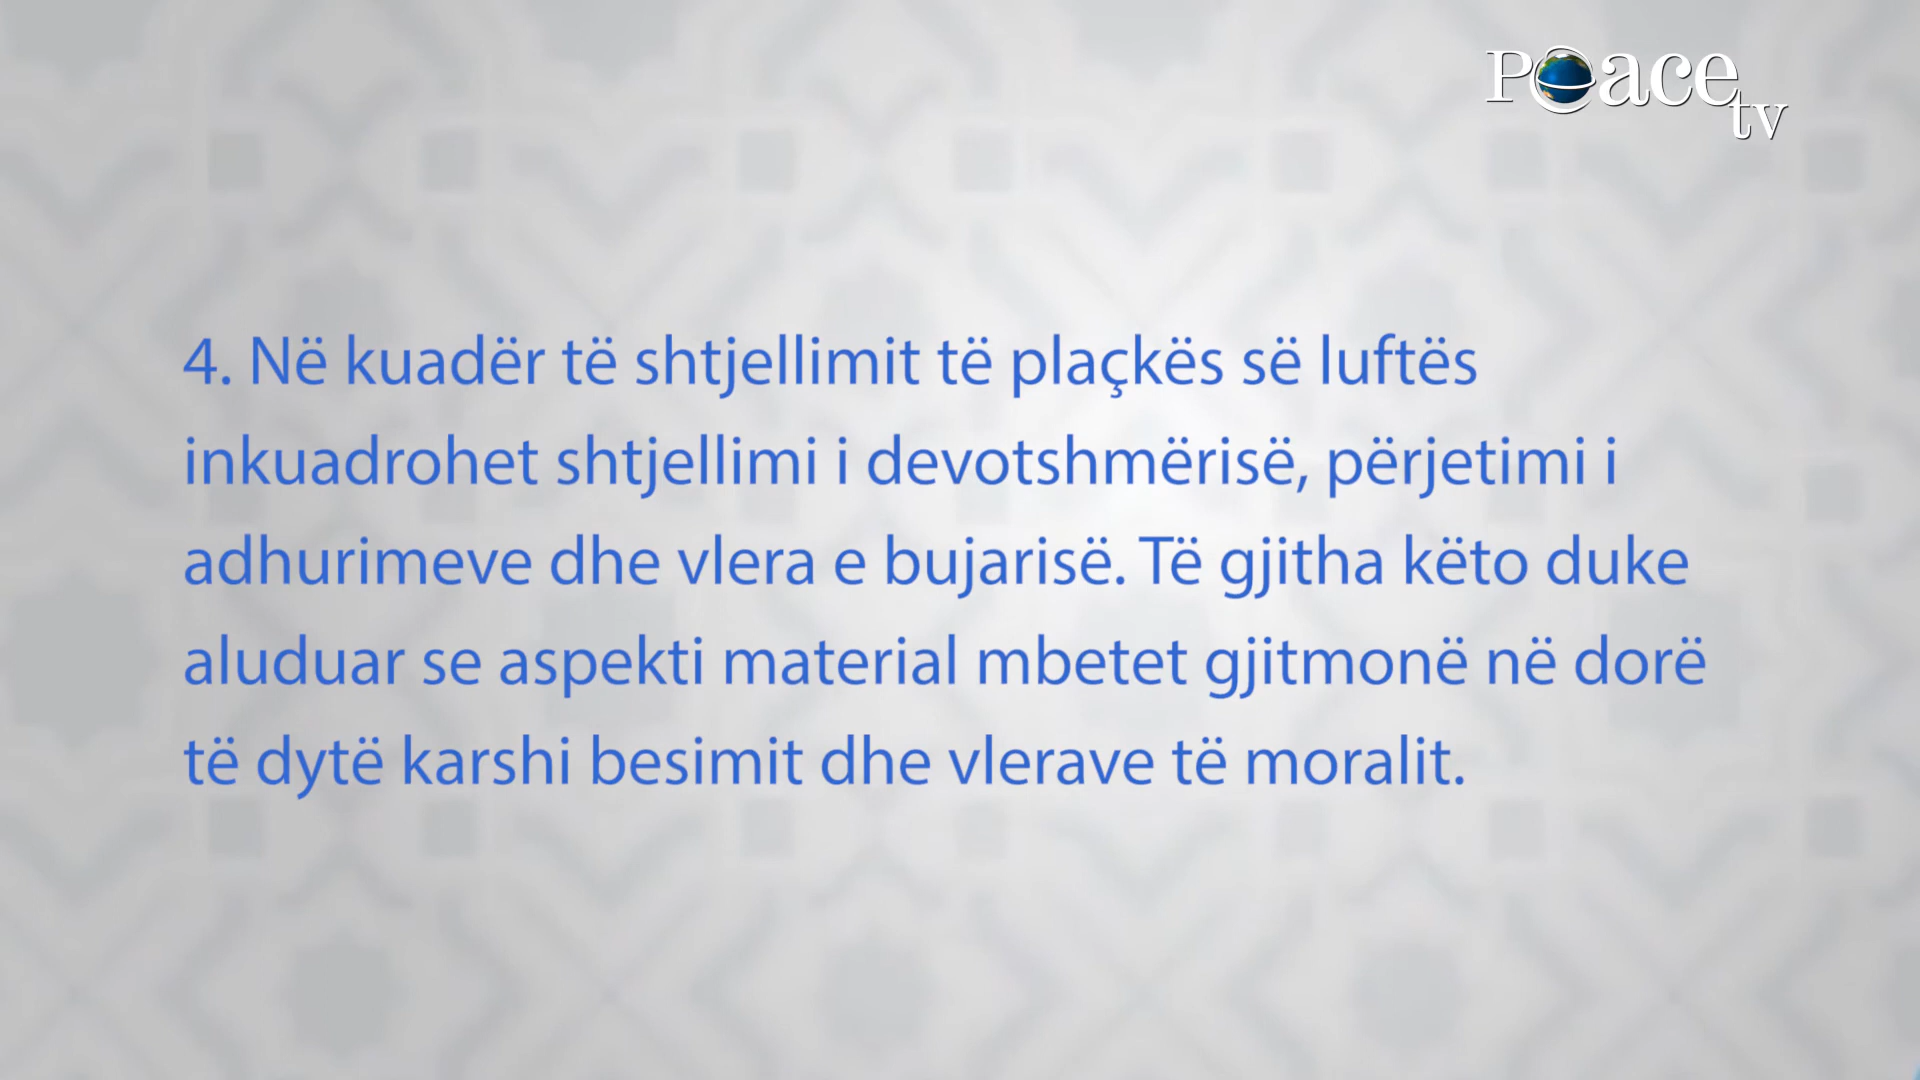 Peace tv
4. Në kuadër të shtjellimit të plaçkës së luftës
inkuadrohet shtjellimi i devotshmërisë, përjetimi i
adhurimeve dhe vlera e bujarisë. Të gjitha këto duke
aluduar se aspekti material mbetet gjitmonë në dorë
të dytë karshi besimit dhe vlerave të moralit.